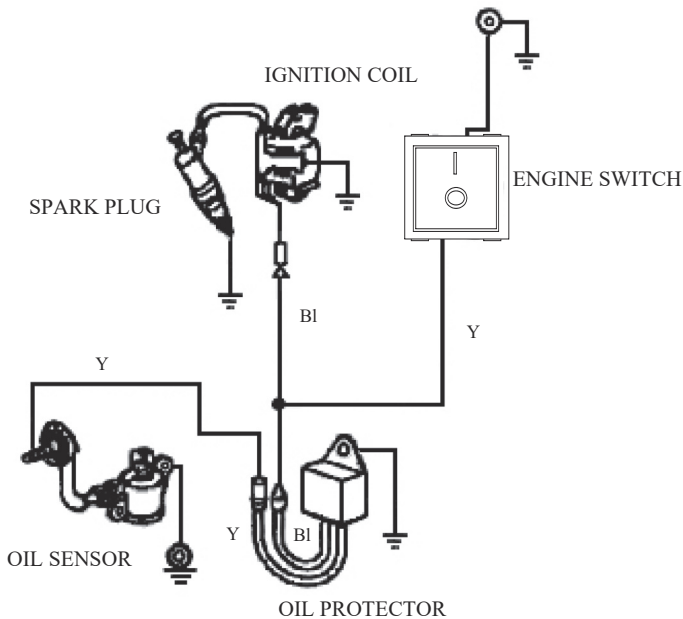 IGNITION COIL
ENGINE SWITCH
SPARK PLUG
Bl
Y
Y
Y
Bl
OIL SENSOR
OIL PROTECTOR